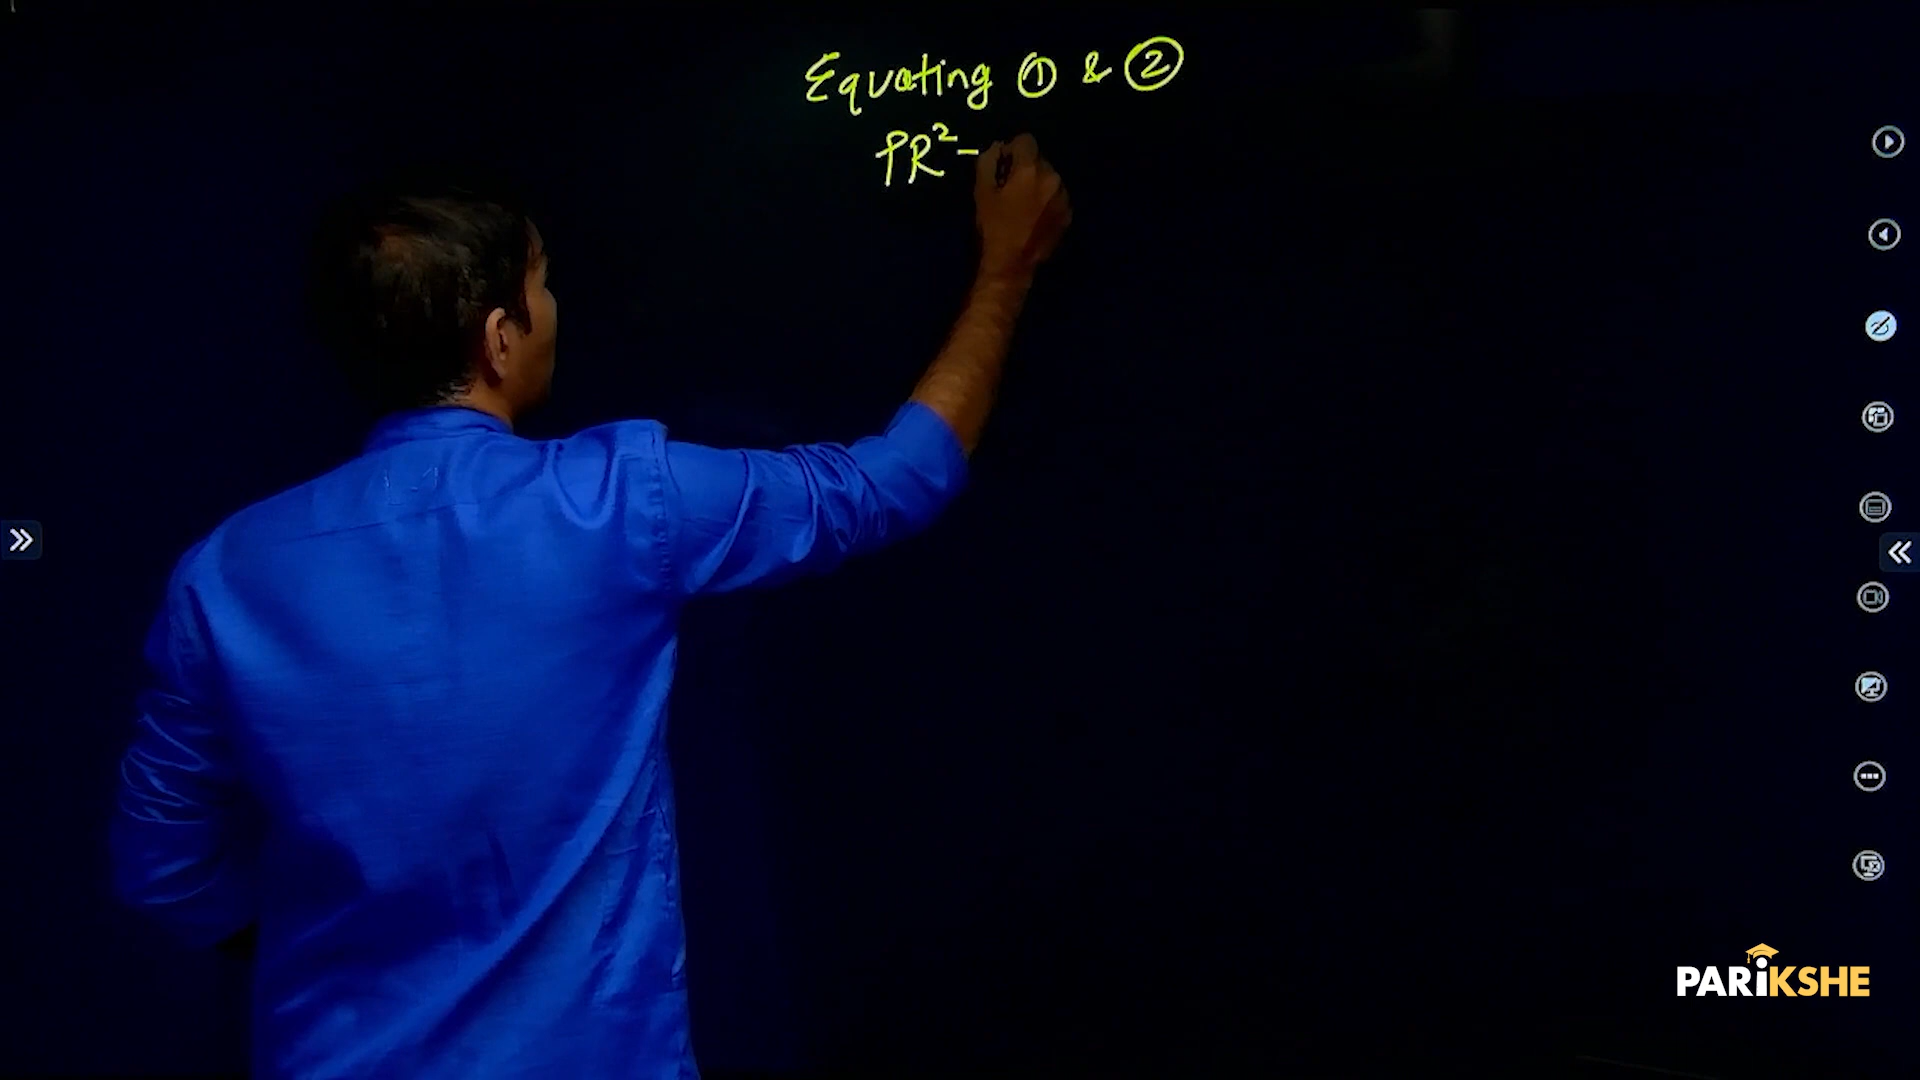 Equating ① & ②
PR²-
PARIKSHE